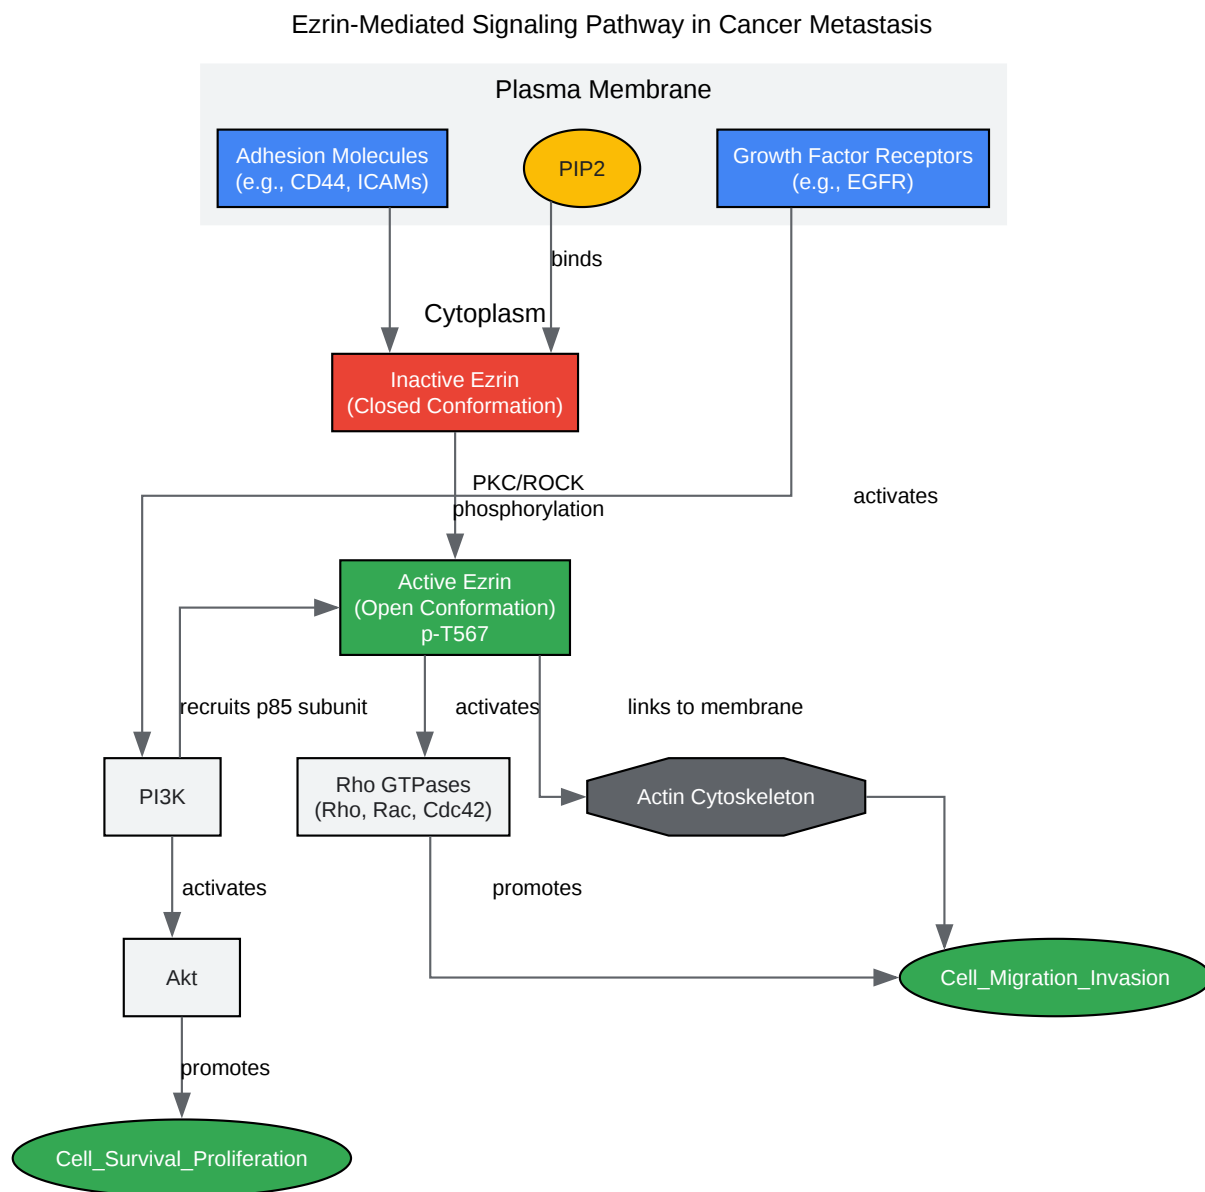 Ezrin-Mediated Signaling Pathway in Cancer Metastasis
Plasma Membrane
Adhesion Molecules
(e.g., CD44, ICAMs)
PIP2
Growth Factor Receptors
(e.g., EGFR)
binds
Cytoplasm
Inactive Ezrin
(Closed Conformation)
PKC/ROCK
phosphorylation
activates
Active Ezrin
(Open Conformation)
p-T567
recruits p85 subunit
activates
links to membrane
PI3K
Rho GTPases
(Rho, Rac, Cdc42)
Actin Cytoskeleton
activates
promotes
Akt
Cell_Migration_Invasion
promotes
Cell_Survival_Proliferation